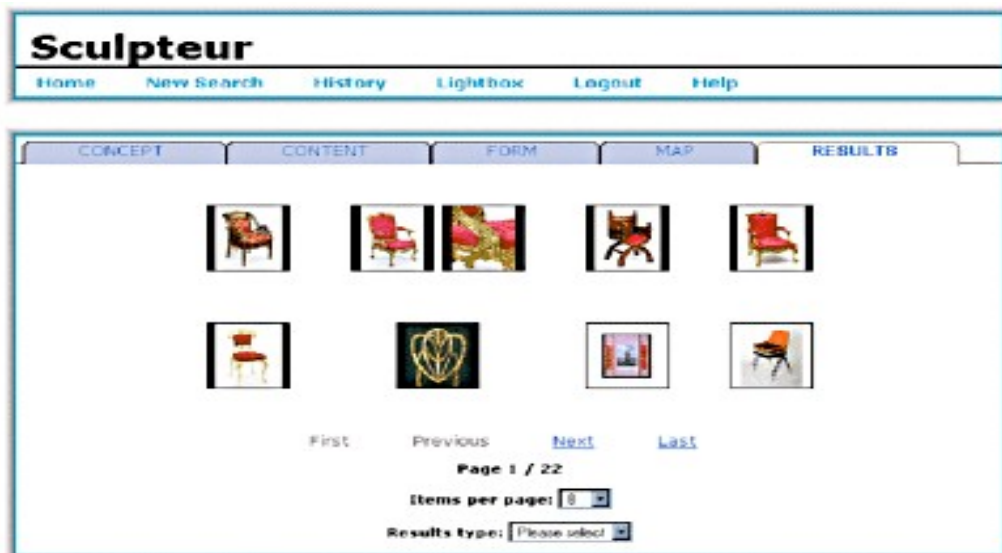 Sculpteur
Home New Search History Lightbox Logout Help
CONCEPT CONTENT FORM MAP RESULTS
First Previous Next Last
Page 1 / 22
Items per page: 8
Results type: Please select